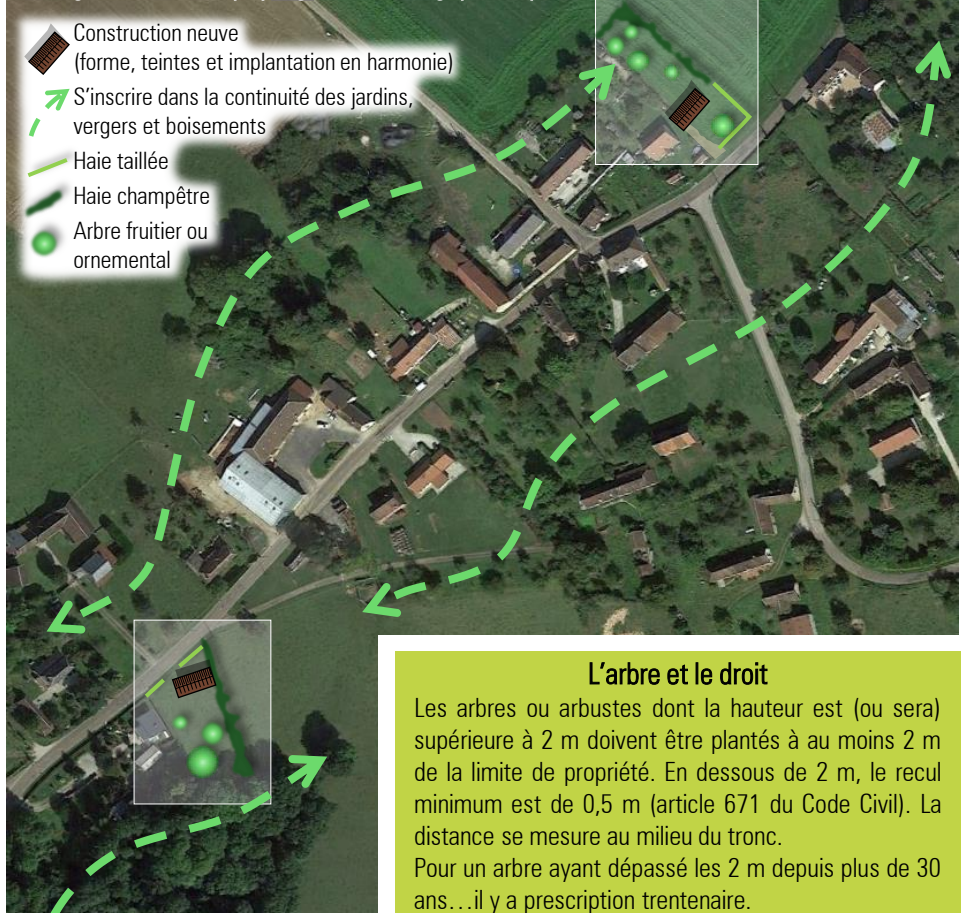 Construction neuve
(forme, teintes et implantation en harmonie)
S'inscrire dans la continuité des jardins,
vergers et boisements
Haie taillée
Haie champêtre
Arbre fruitier ou
ornemental
L'arbre et le droit
Les arbres ou arbustes dont la hauteur est (ou sera)
supérieure à 2 m doivent être plantés à au moins 2 m
de la limite de propriété. En dessous de 2 m, le recul
minimum est de 0,5 m (article 671 du Code Civil). La
distance se mesure au milieu du tronc.
Pour un arbre ayant dépassé les 2 m depuis plus de 30
ans…il y a prescription trentenaire.